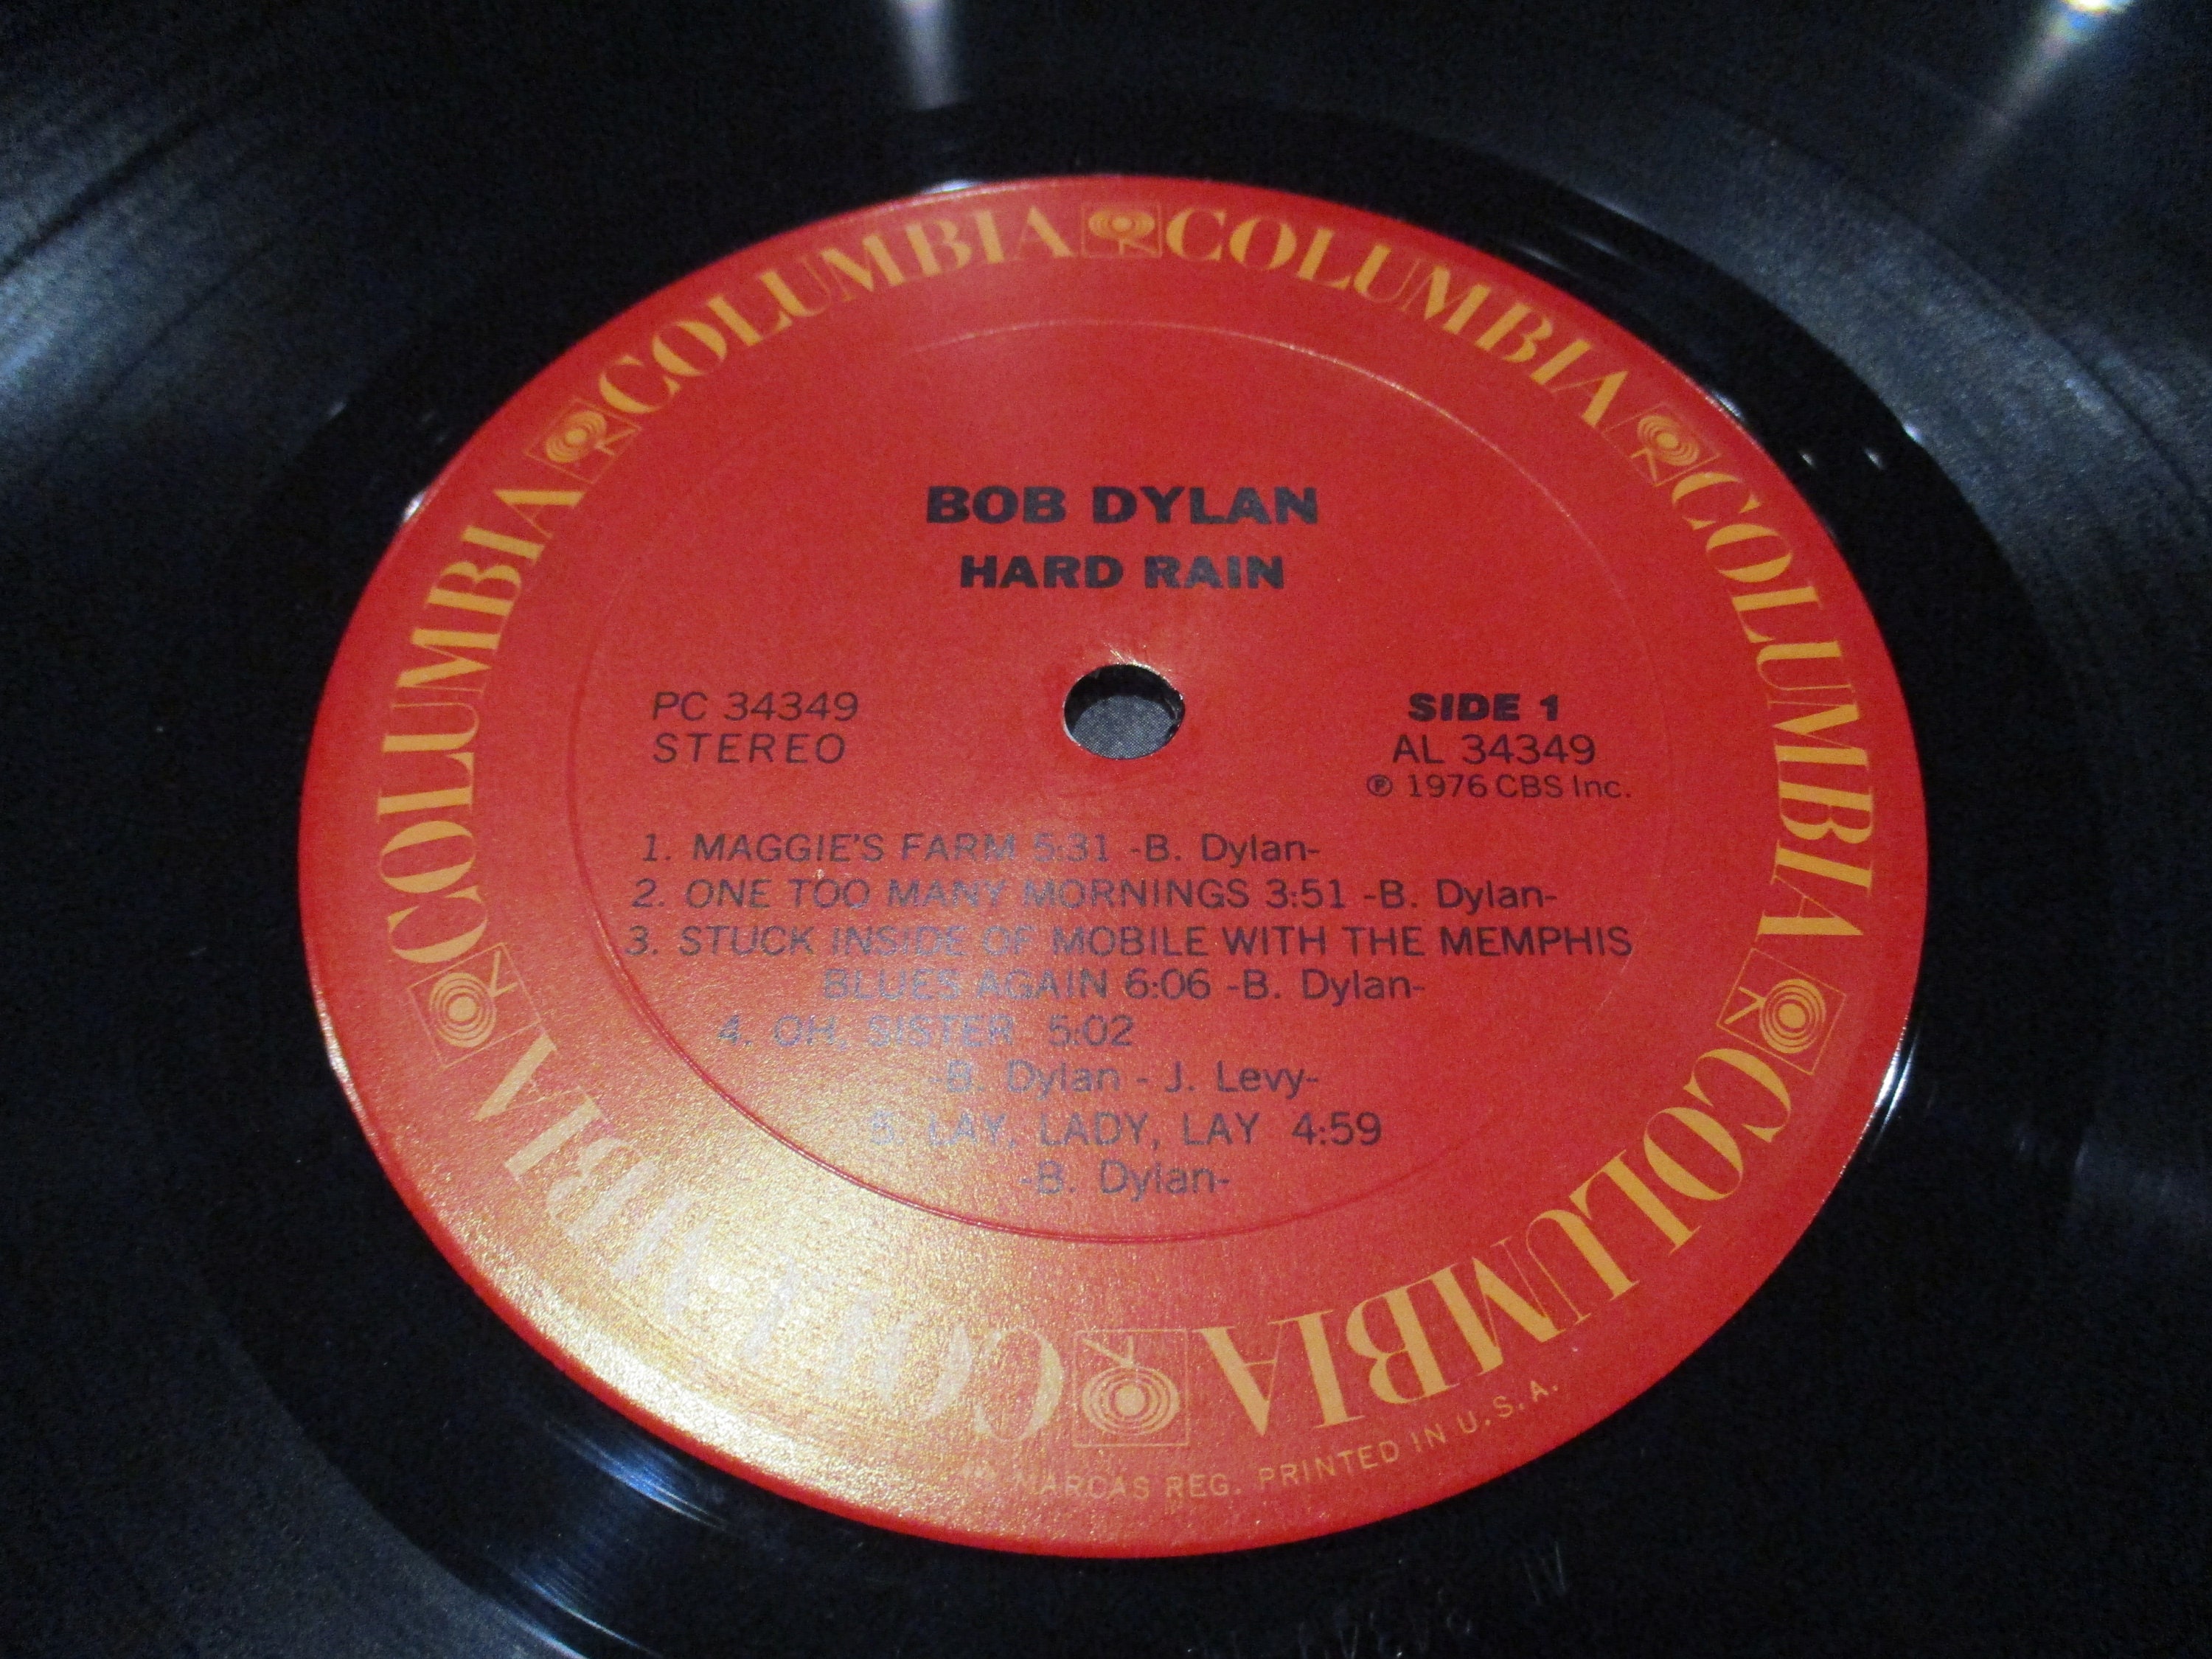 COLUMBIA COLUMBIA COLUMBIA COLUMBIA COLUMBIA COLUMBIA
BOB DYLAN
HARD RAIN
PC 34349
STEREO
SIDE 1
AL 34349
℗ 1976 CBS Inc.
1. MAGGIE'S FARM 5:31 -B. Dylan-
2. ONE TOO MANY MORNINGS 3:51 -B. Dylan-
3. STUCK INSIDE OF MOBILE WITH THE MEMPHIS
BLUES AGAIN 6:06 -B. Dylan-
4. OH, SISTER 5:02
-B. Dylan - J. Levy-
5. LAY, LADY, LAY 4:59
-B. Dylan-
MARCAS REG. PRINTED IN U.S.A.